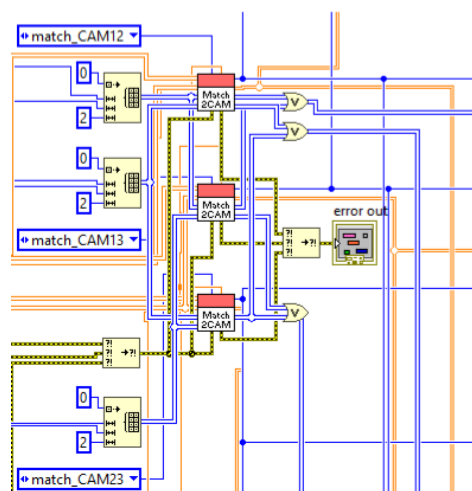 match_CAM12
0
Match
2CAM
2
V
V
0
Match
2CAM
2
error out
match_CAM13
?!
?!
?!
→?!
Match
2CAM
V
?!
?!
?!
→?!
0
2
match_CAM23